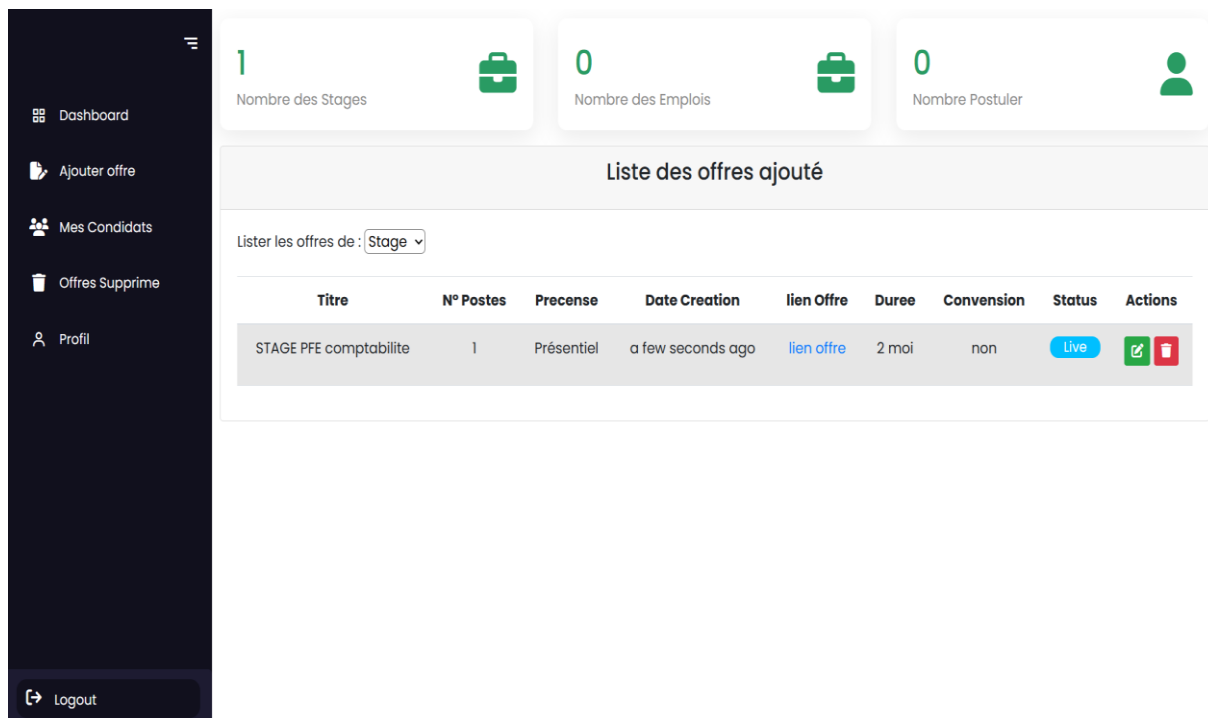 Dashboard
Ajouter offre
Mes Condidats
Offres Supprime
Profil
Logout
1
Nombre des Stages
0
Nombre des Emplois
0
Nombre Postuler
Liste des offres ajouté
Lister les offres de : Stage
Titre N° Postes Precense Date Creation lien Offre Duree Convension Status Actions
STAGE PFE comptabilite 1 Présentiel a few seconds ago lien offre 2 moi non Live